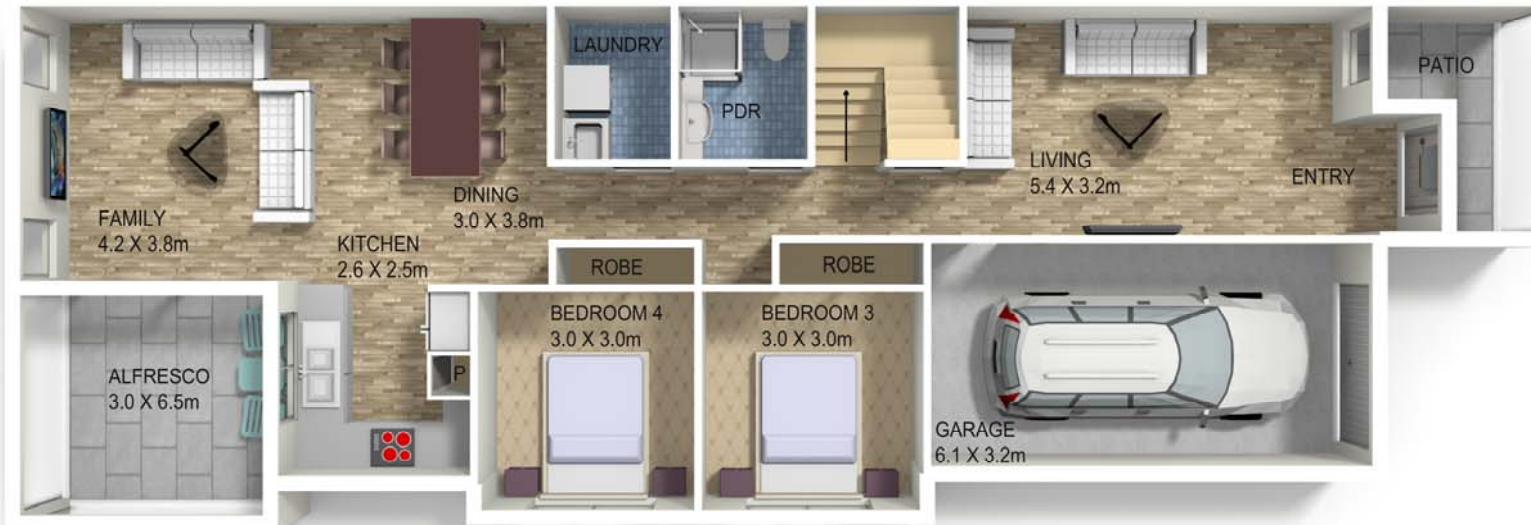 LAUNDRY
PDR
PATIO
LIVING
5.4 X 3.2m
ENTRY
DINING
3.0 X 3.8m
FAMILY
4.2 X 3.8m
KITCHEN
2.6 X 2.5m
ROBE
ROBE
BEDROOM 4
3.0 X 3.0m
BEDROOM 3
3.0 X 3.0m
ALFRESCO
3.0 X 6.5m
P
GARAGE
6.1 X 3.2m